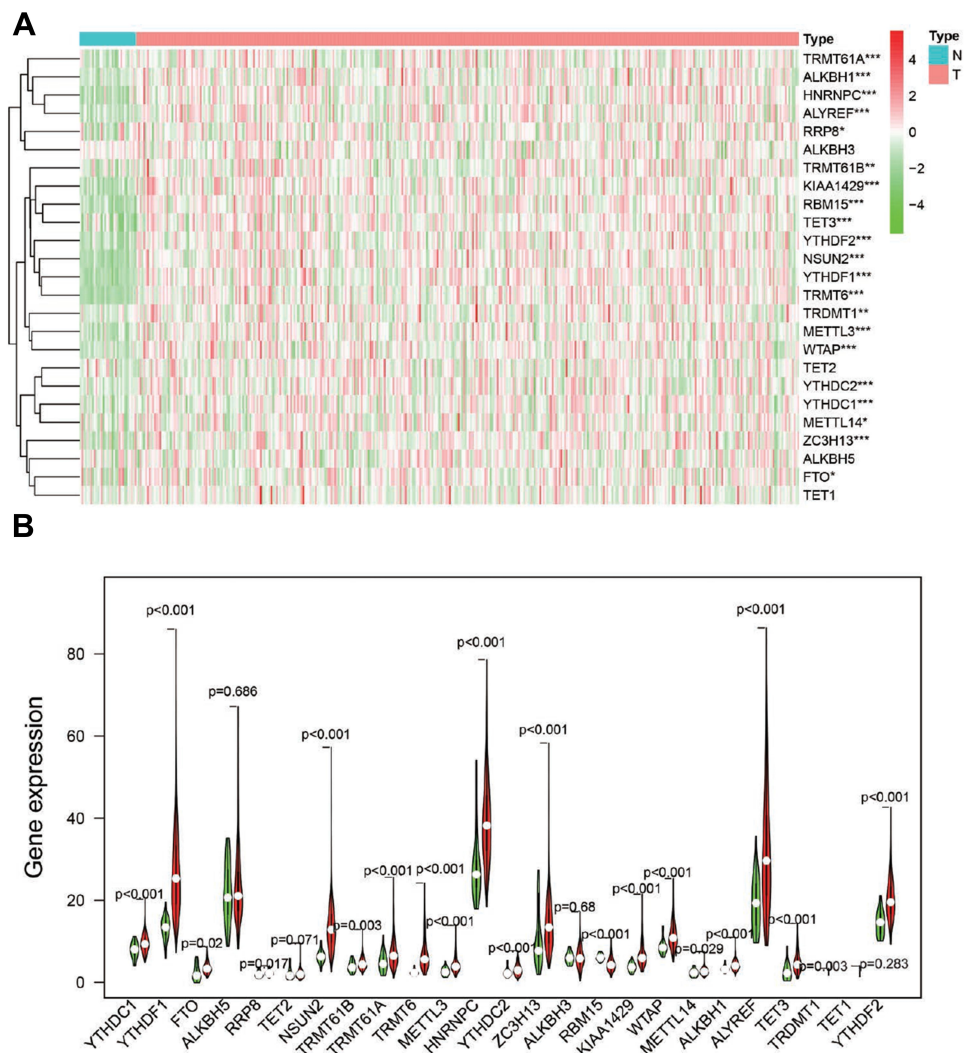 A
Type
TRMT61A***
ALKBH1***
HNRNPC***
ALYREF***
RRP8*
ALKBH3
TRMT61B**
KIAA1429***
RBM15***
TET3***
YTHDF2***
NSUN2***
YTHDF1***
TRMT6***
TRDMT1**
METTL3***
WTAP***
TET2
YTHDC2***
YTHDC1***
METTL14*
ZC3H13***
ALKBH5
FTO*
TET1
4
2
0
−2
−4
Type
N
T
B
Gene expression
80
60
40
20
0
p<0.001
p<0.001
p=0.02
p=0.686
p=0.017
p=0.071
p<0.001
p=0.003
p<0.001
p<0.001
p<0.001
p<0.001
p<0.001
p<0.001
p=0.68
p<0.001
p<0.001
p<0.001
p=0.029
p<0.001
p<0.001
p<0.001
p=0.003
p=0.283
p<0.001
YTHDC1
YTHDF1
FTO
ALKBH5
RRP8
TET2
NSUN2
TRMT61B
TRMT61A
TRMT6
METTL3
HNRNPC
YTHDC2
ZC3H13
ALKBH3
RBM15
KIAA1429
WTAP
METTL14
ALKBH1
ALYREF
TET3
TRDMT1
TET1
YTHDF2